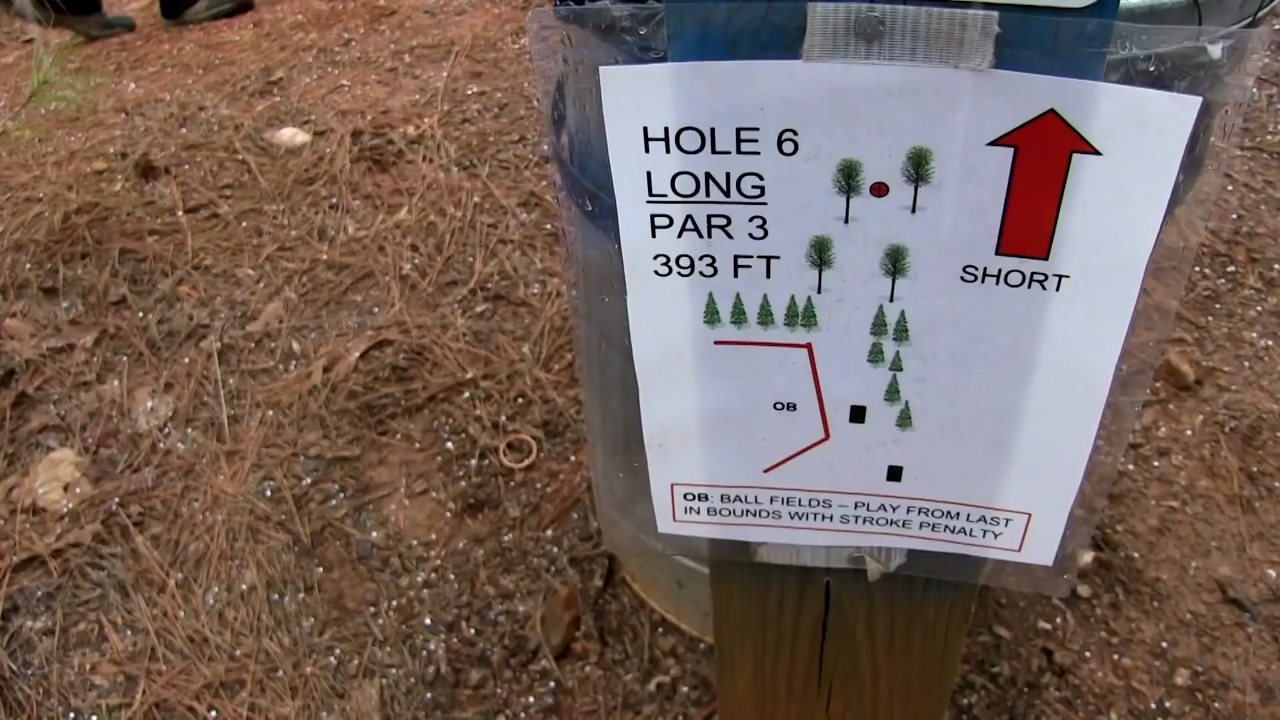 HOLE 6
LONG
PAR 3
393 FT
SHORT
OB
OB: BALL FIELDS – PLAY FROM LAST
IN BOUNDS WITH STROKE PENALTY